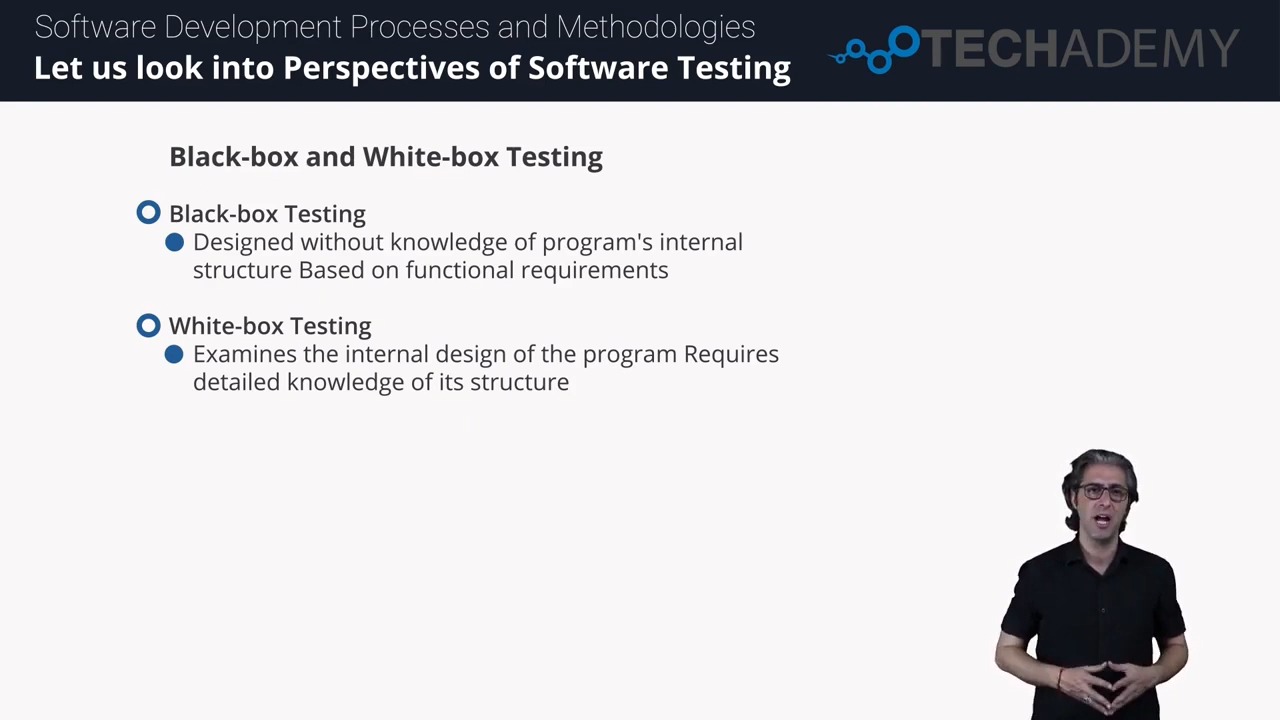 Software Development Processes and Methodologies
Let us look into Perspectives of Software Testing
TECHADEMY
Black-box and White-box Testing
Black-box Testing
Designed without knowledge of program's internal
structure Based on functional requirements
White-box Testing
Examines the internal design of the program Requires
detailed knowledge of its structure